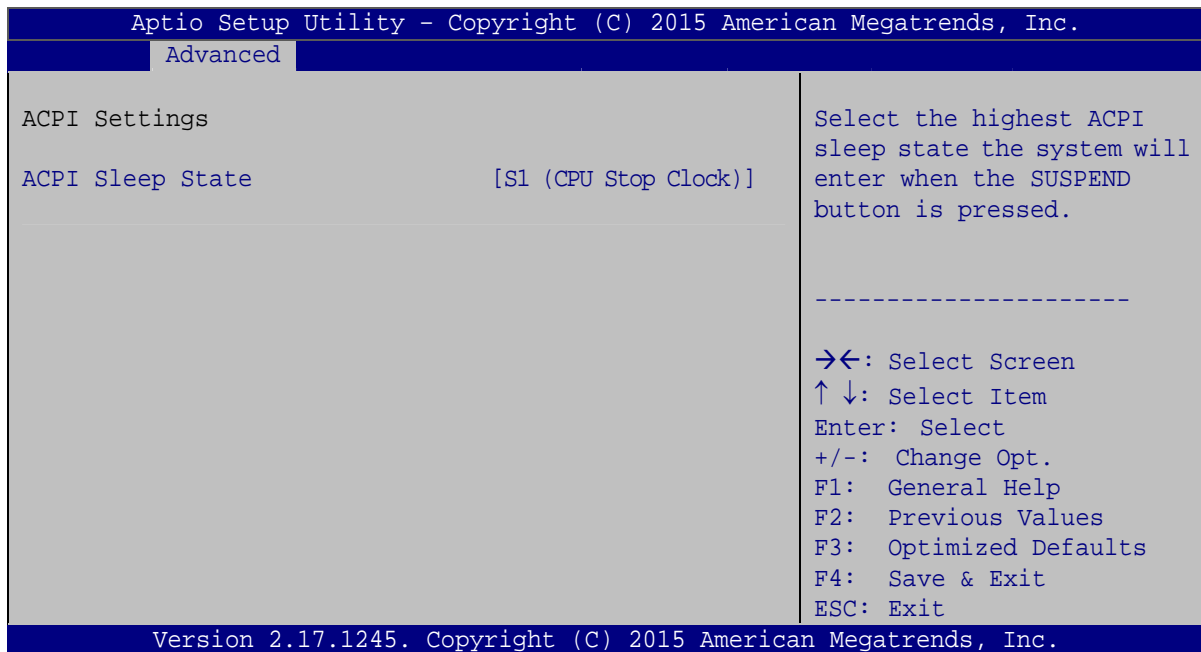 Aptio Setup Utility – Copyright (C) 2015 American Megatrends, Inc.
Advanced
ACPI Settings
ACPI Sleep State [S1 (CPU Stop Clock)]
Select the highest ACPI
sleep state the system will
enter when the SUSPEND
button is pressed.
----------------------
→←: Select Screen
↑ ↓: Select Item
Enter: Select
+/-: Change Opt.
F1: General Help
F2: Previous Values
F3: Optimized Defaults
F4: Save & Exit
ESC: Exit
Version 2.17.1245. Copyright (C) 2015 American Megatrends, Inc.